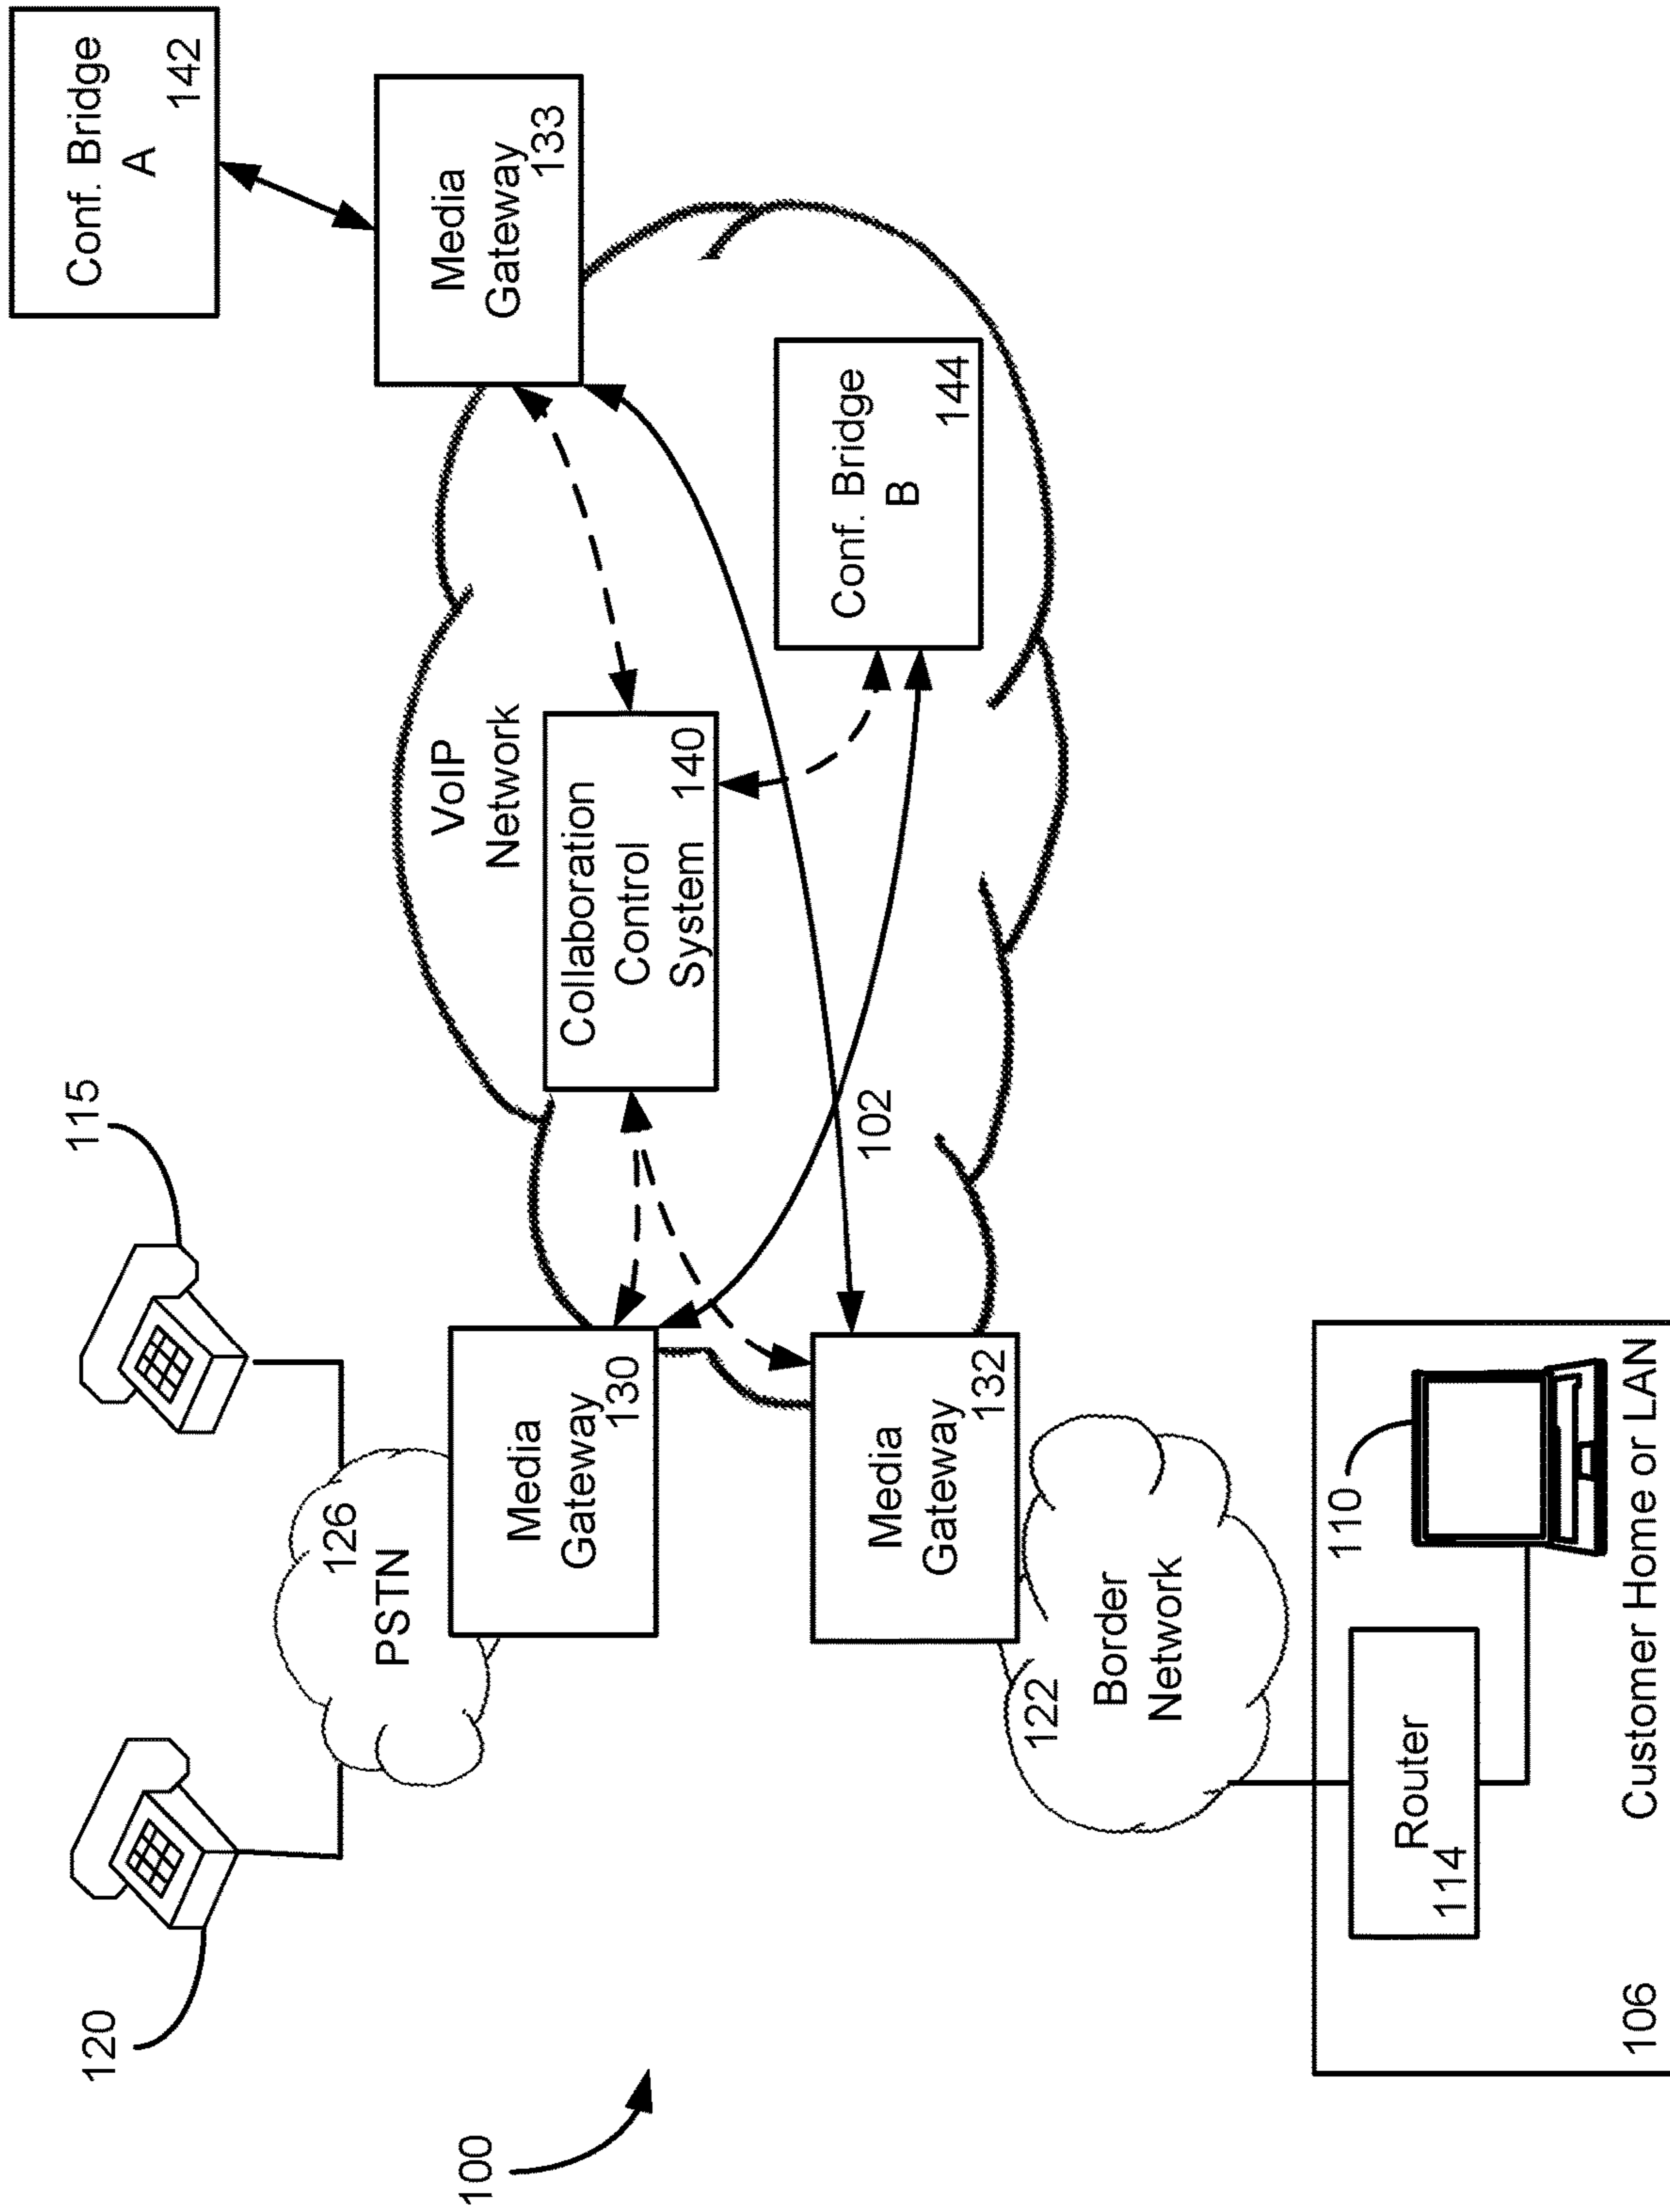 100
120
115
PSTN
126
Media
Gateway
130
Media
Gateway
132
122
Border
Network
Router
114
110
106
Customer Home or LAN
VoIP
Network
Collaboration
Control
System
140
102
Conf. Bridge
B
144
Media
Gateway
133
Conf. Bridge
A
142